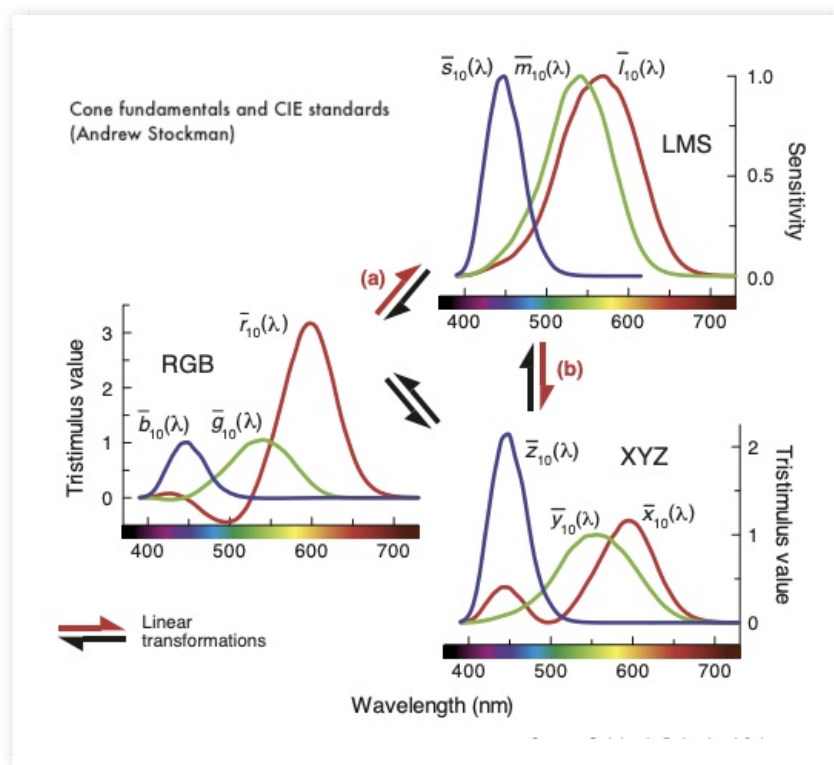 Cone fundamentals and CIE standards
(Andrew Stockman)
s̅10(λ) m̅10(λ) l̅10(λ)
LMS
1.0
0.5
0.0
Sensitivity
400 500 600 700
(a)
(b)
RGB
r̅10(λ)
b̅10(λ) g̅10(λ)
3
2
1
0
Tristimulus value
400 500 600 700
XYZ
z̅10(λ)
y̅10(λ) x̅10(λ)
2
1
0
Tristimulus value
400 500 600 700
Linear
transformations
Wavelength (nm)